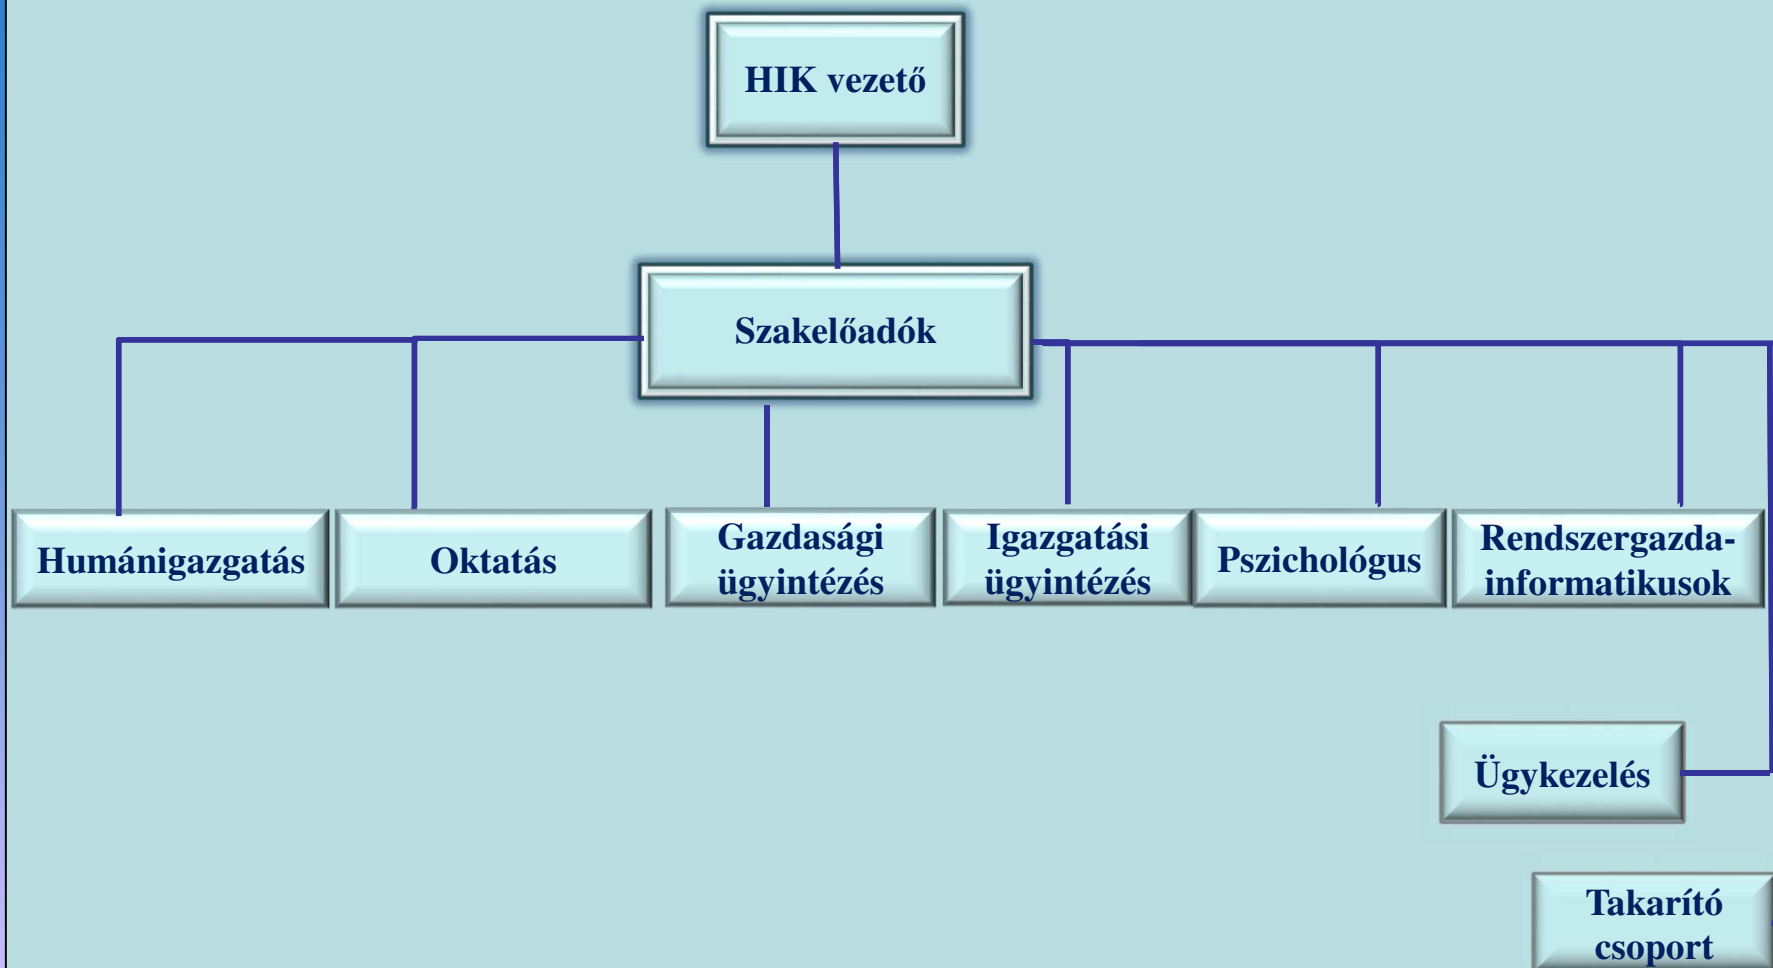 HIK vezető
Szakelőadók
Humánigazgatás
Oktatás
Gazdasági
ügyintézés
Igazgatási
ügyintézés
Pszichológus
Rendszergazda-
informatikusok
Ügykezelés
Takarító
csoport